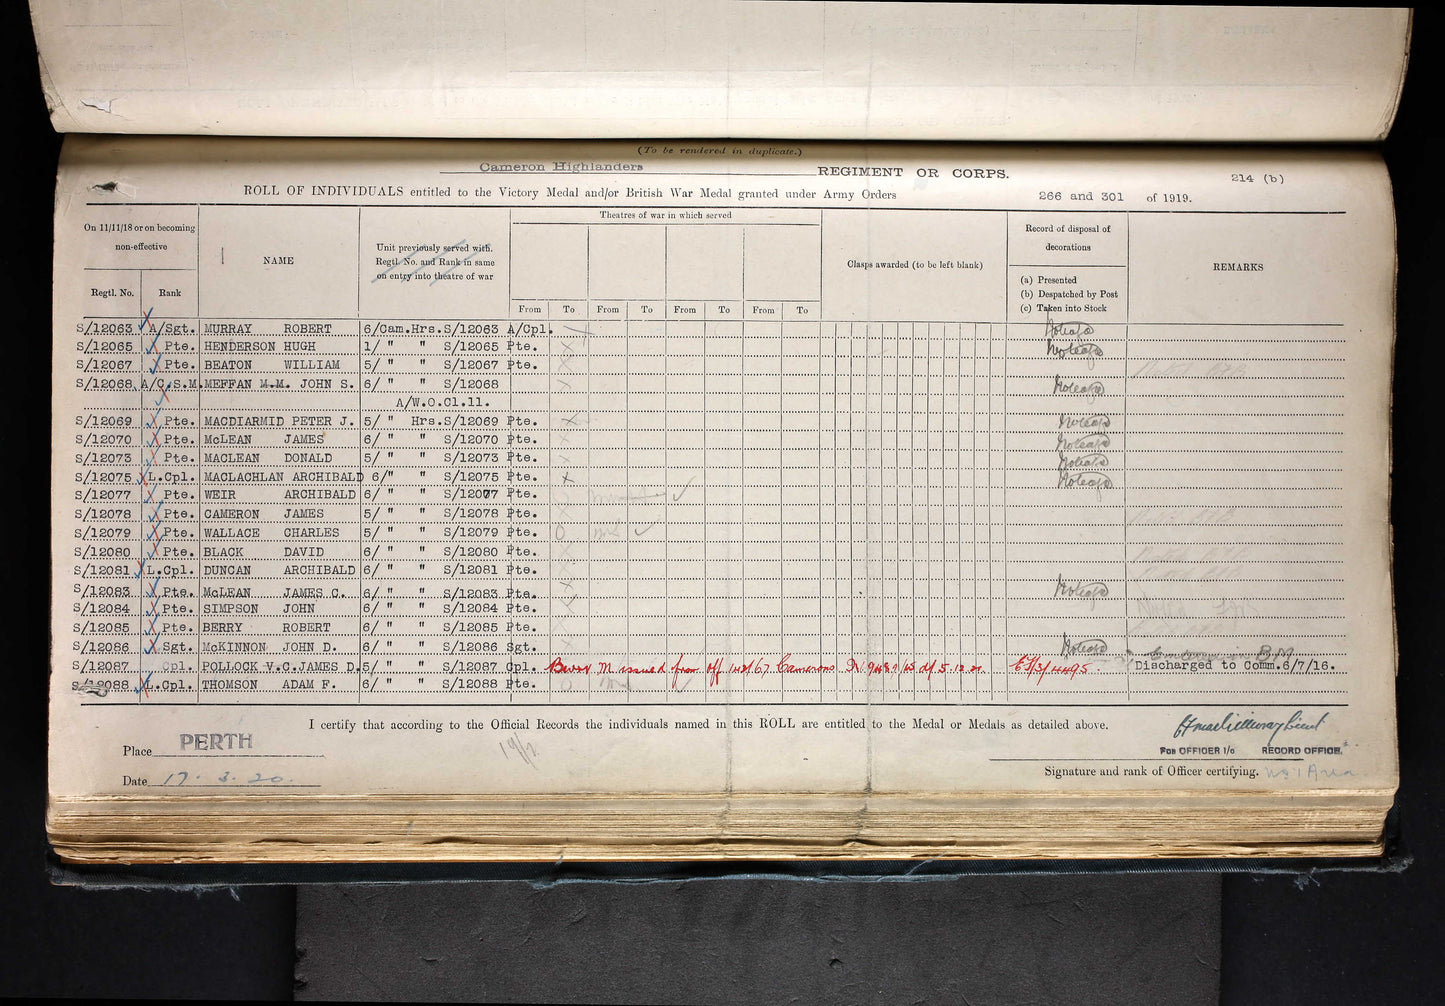 (To be rendered in duplicate.)
Cameron Highlanders REGIMENT OR CORPS. 214 (b)
ROLL OF INDIVIDUALS entitled to the Victory Medal and/or British War Medal granted under Army Orders 266 and 301 of 1919.
On 11/11/18 or on becoming non-effective
Regtl. No. Rank
NAME
Unit previously served with. Regtl. No. and Rank in same on entry into theatre of war
Theatres of war in which served
From To From To From To From To
Clasps awarded (to be left blank)
Record of disposal of decorations
(a) Presented
(b) Despatched by Post
(c) Taken into Stock
REMARKS
S/12063 A/Sgt. MURRAY ROBERT 6/Cam.Hrs.S/12063 A/Cpl.
S/12065 Pte. HENDERSON HUGH 1/ " " S/12065 Pte.
S/12067 Pte. BEATON WILLIAM 5/ " " S/12067 Pte.
S/12068 A/C.S.M. MEFFAN M.M. JOHN S. 6/ " " S/12068
A/W.O.Cl.11.
S/12069 Pte. MACDIARMID PETER J. 5/ " Hrs.S/12069 Pte.
S/12070 Pte. McLEAN JAMES 6/ " " S/12070 Pte.
S/12073 Pte. MACLEAN DONALD 5/ " " S/12073 Pte.
S/12075 L.Cpl. MACLACHLAN ARCHIBALD 6/" " S/12075 Pte.
S/12077 Pte. WEIR ARCHIBALD 6/ " " S/12077 Pte.
S/12078 Pte. CAMERON JAMES 5/ " " S/12078 Pte.
S/12079 Pte. WALLACE CHARLES 5/ " " S/12079 Pte.
S/12080 Pte. BLACK DAVID 6/ " " S/12080 Pte.
S/12081 L.Cpl. DUNCAN ARCHIBALD 6/ " " S/12081 Pte.
S/12083 Pte. McLEAN JAMES C. 6/ " " S/12083 Pte.
S/12084 Pte. SIMPSON JOHN 6/ " " S/12084 Pte.
S/12085 Pte. BERRY ROBERT 6/ " " S/12085 Pte.
S/12086 Sgt. McKINNON JOHN D. 6/ " " S/12086 Sgt.
S/12087 Cpl. POLLOCK V.C.JAMES D. 5/ " " S/12087 Cpl. M issued from off Camerons Discharged to Comm.6/7/16.
S/12088 L.Cpl. THOMSON ADAM F. 6/ " " S/12088 Pte.
I certify that according to the Official Records the individuals named in this ROLL are entitled to the Medal or Medals as detailed above.
Place PERTH
FOR OFFICER I/c RECORD OFFICE.
Date 17. 3. 20.
Signature and rank of Officer certifying. No 1 Area